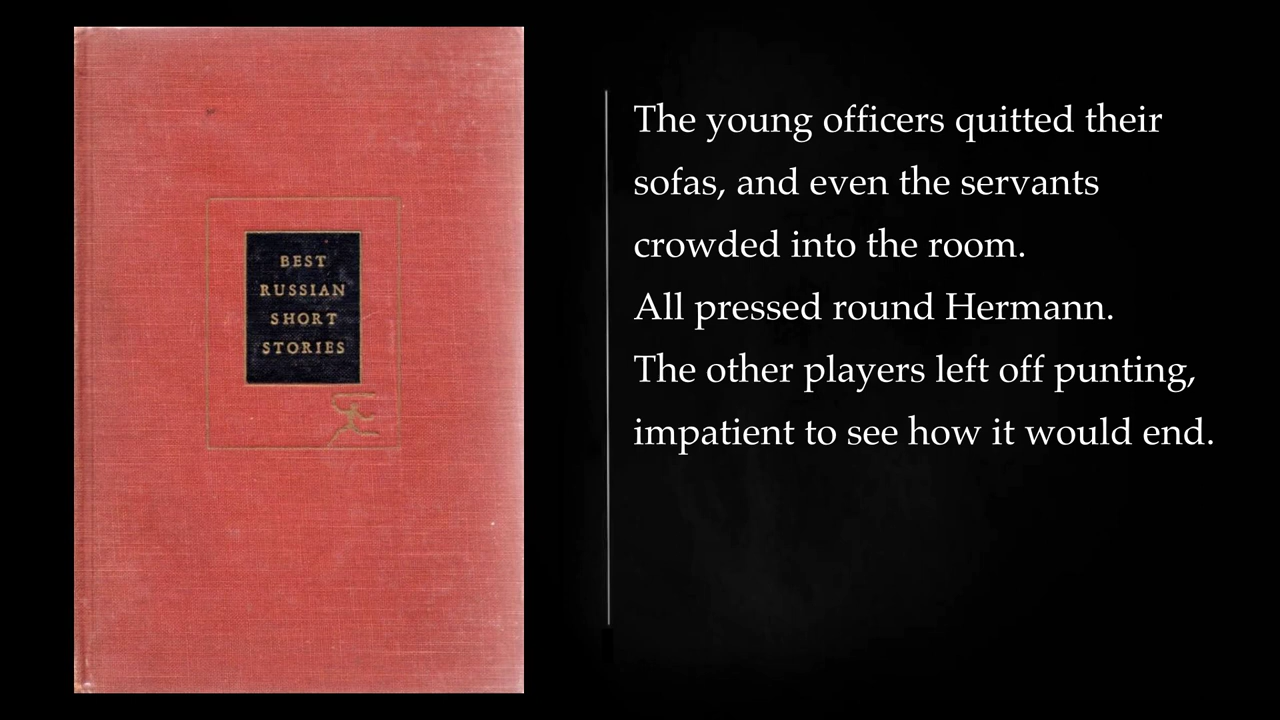 BEST
RUSSIAN
SHORT
STORIES
The young officers quitted their
sofas, and even the servants
crowded into the room.
All pressed round Hermann.
The other players left off punting,
impatient to see how it would end.